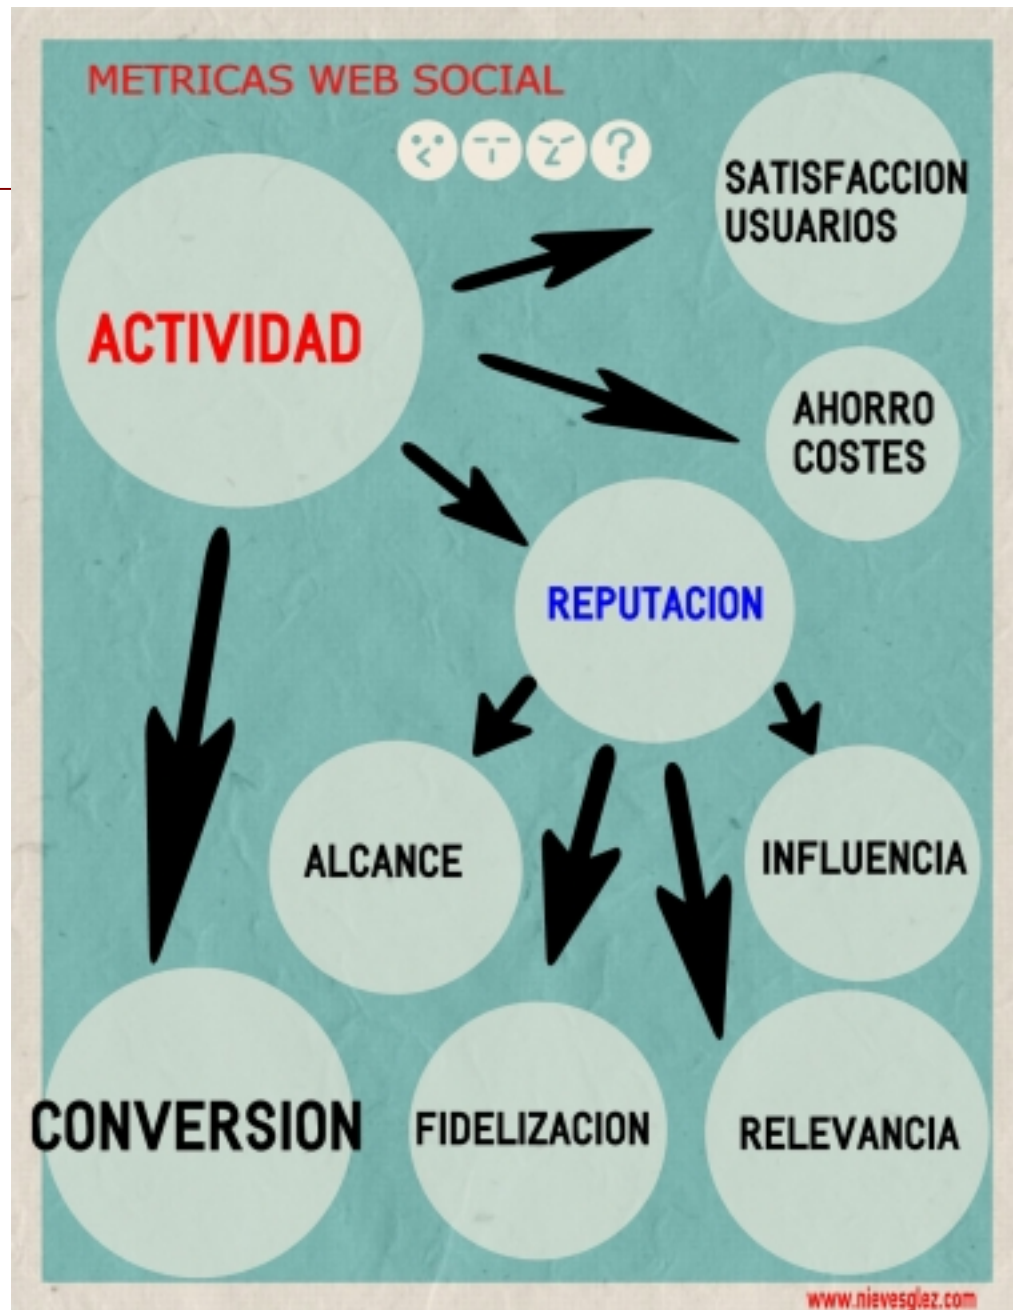 METRICAS WEB SOCIAL
?
SATISFACCION
USUARIOS
ACTIVIDAD
AHORRO
COSTES
REPUTACION
ALCANCE
INFLUENCIA
CONVERSION
FIDELIZACION
RELEVANCIA
www.nievesglez.com